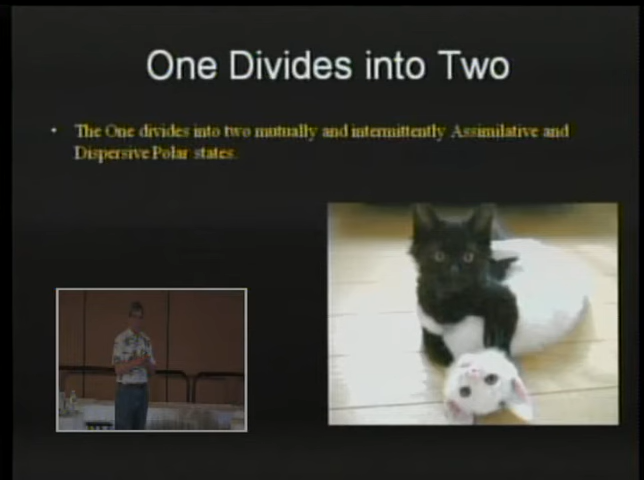 One Divides into Two
• The One divides into two mutually and intermittently Assimilative and
Dispersive Polar states.